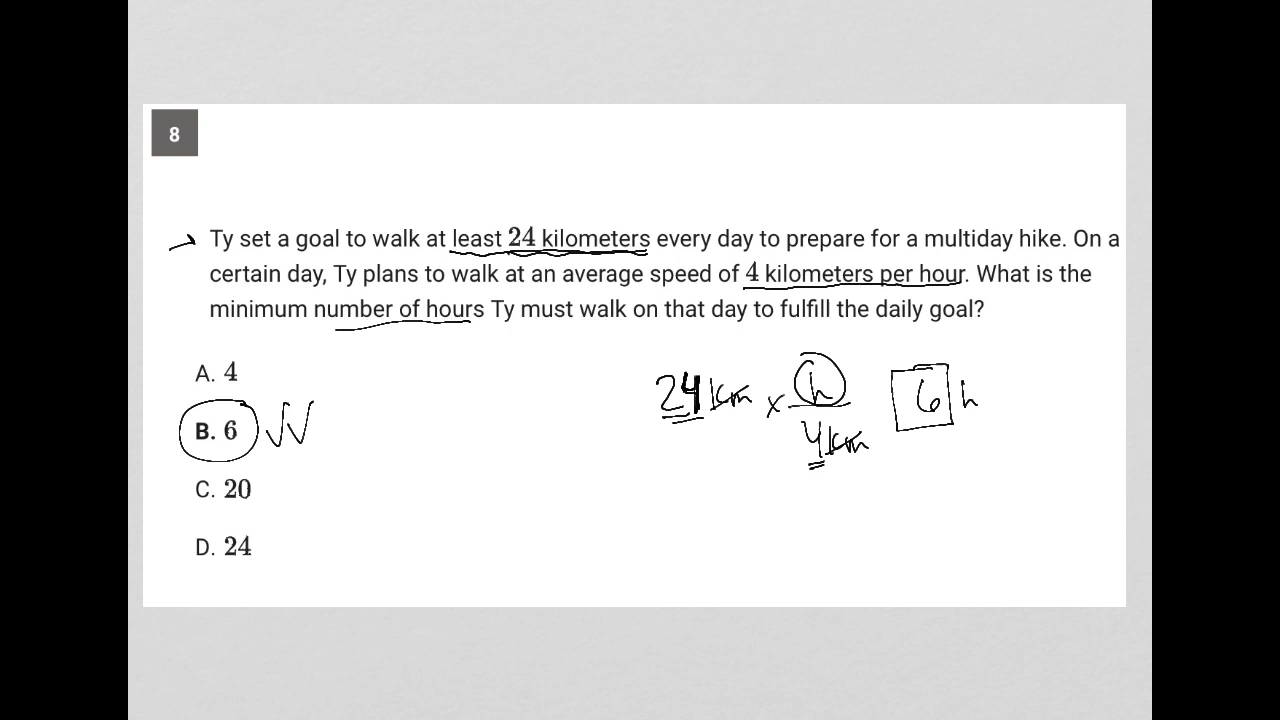 8
Ty set a goal to walk at least 24 kilometers every day to prepare for a multiday hike. On a
certain day, Ty plans to walk at an average speed of 4 kilometers per hour. What is the
minimum number of hours Ty must walk on that day to fulfill the daily goal?
A. 4
B. 6
C. 20
D. 24
24 km x h 6 h
4 km